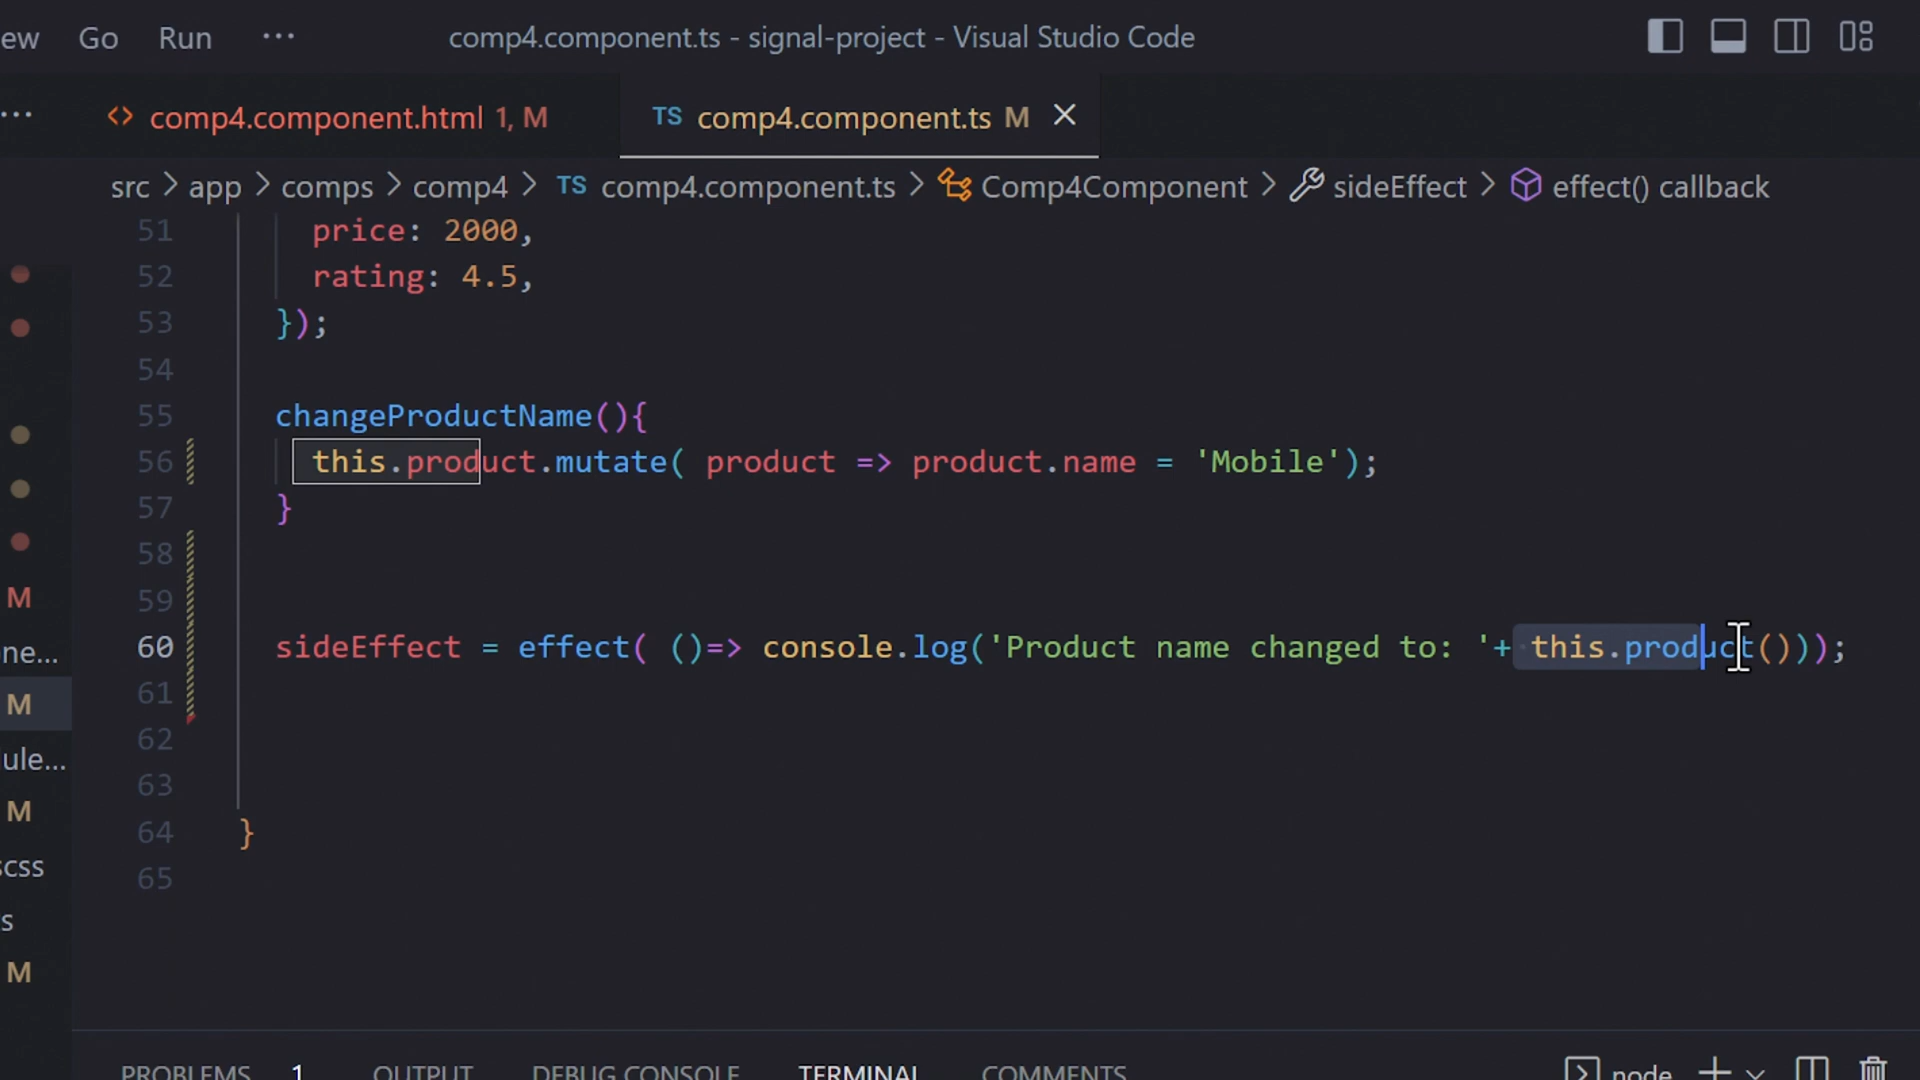 ew Go Run ··· comp4.component.ts - signal-project - Visual Studio Code
··· <> comp4.component.html 1, M TS comp4.component.ts M
src > app > comps > comp4 > TS comp4.component.ts > Comp4Component > sideEffect > effect() callback
51 price: 2000,
52 rating: 4.5,
53 });
54
55 changeProductName(){
56 this.product.mutate( product => product.name = 'Mobile');
57 }
58
59
M
60 sideEffect = effect( ()=> console.log('Product name changed to: '+ this.product()));
ne...
61
M
62
ule...
63
M
64 }
scss
65
s
M
PROBLEMS 1 OUTPUT DEBUG CONSOLE TERMINAL COMMENTS node